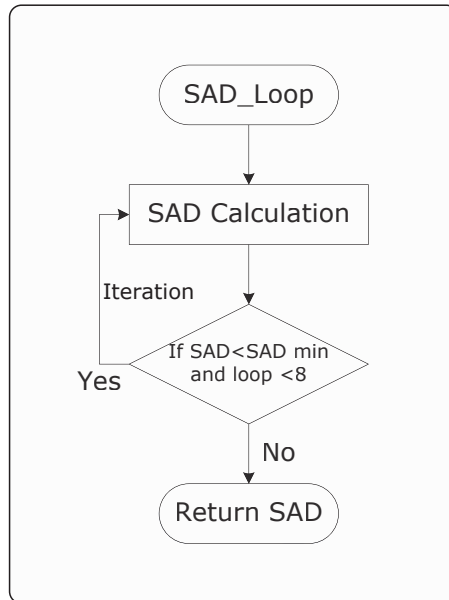 SAD_Loop
SAD Calculation
Iteration
If SAD<SAD min
and loop <8
Yes
No
Return SAD